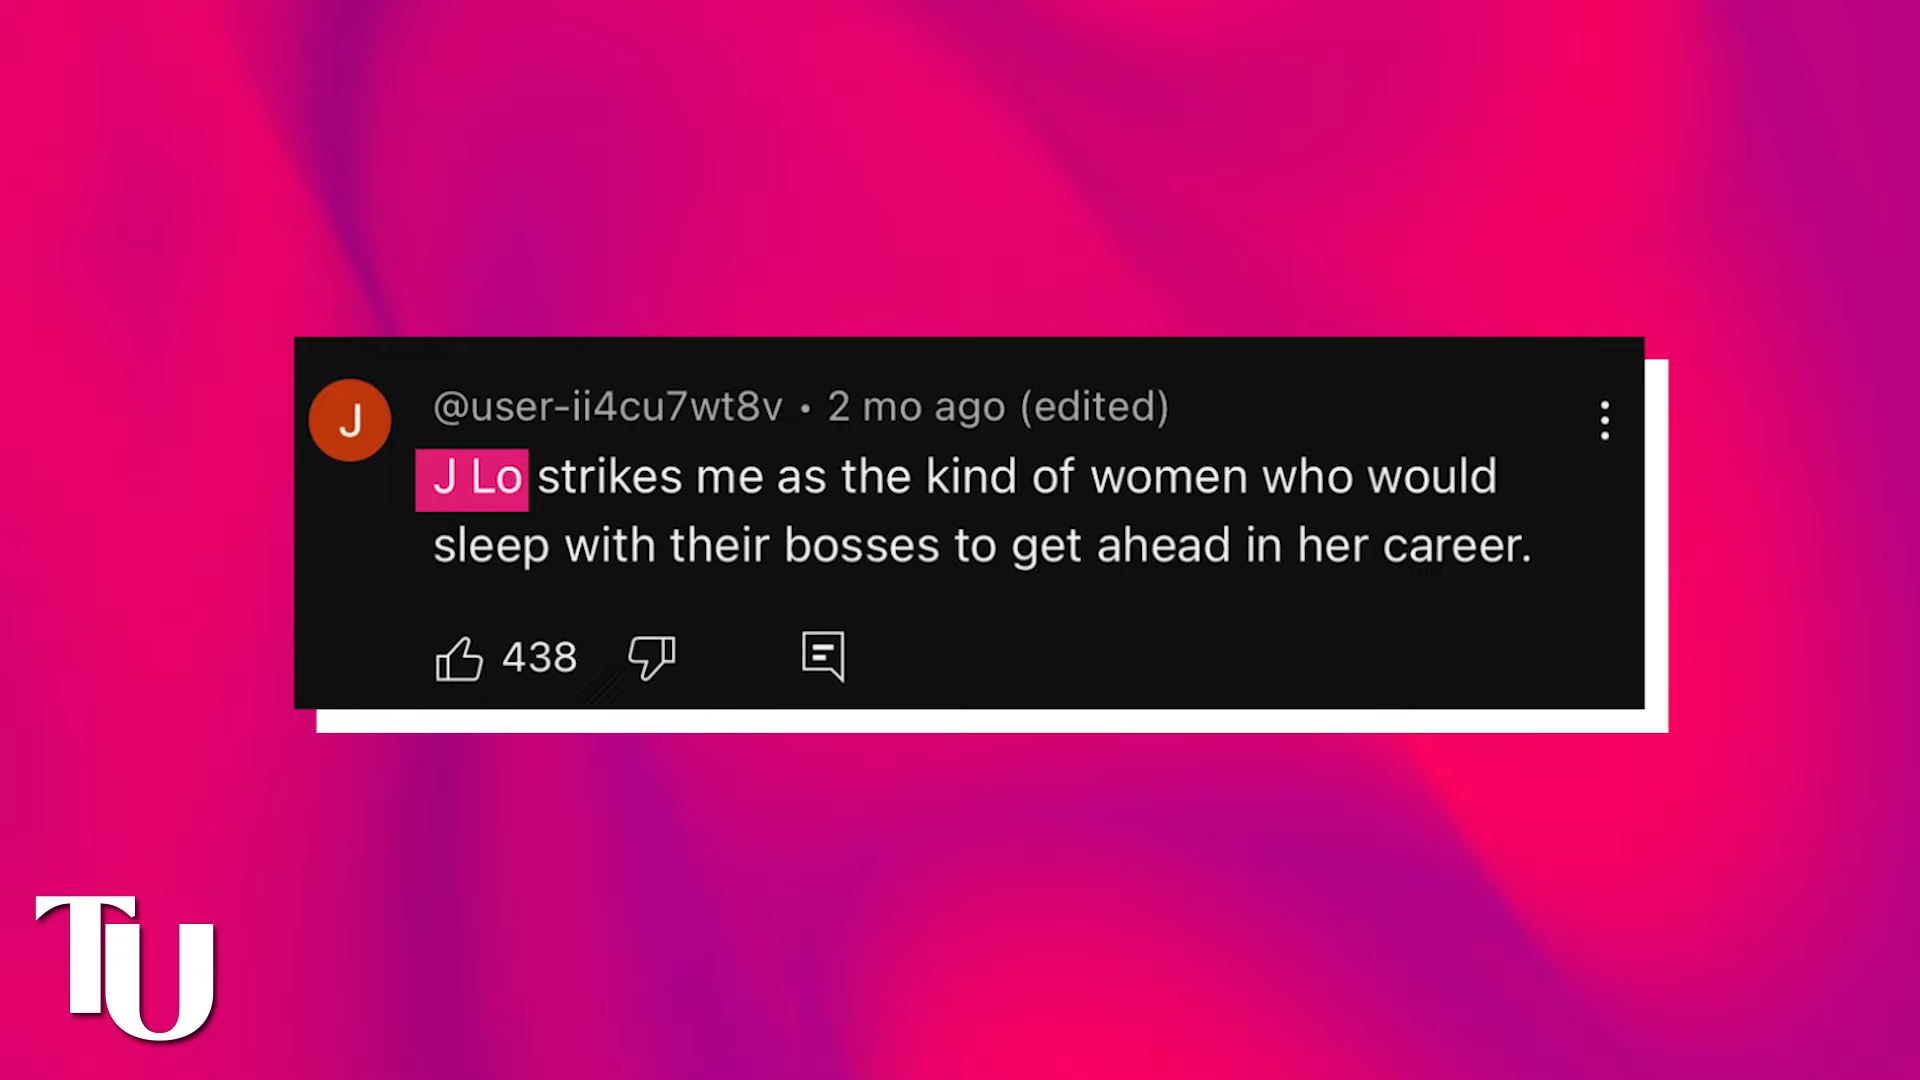 J
@user-ii4cu7wt8v • 2 mo ago (edited)
J Lo strikes me as the kind of women who would
sleep with their bosses to get ahead in her career.
438
TU